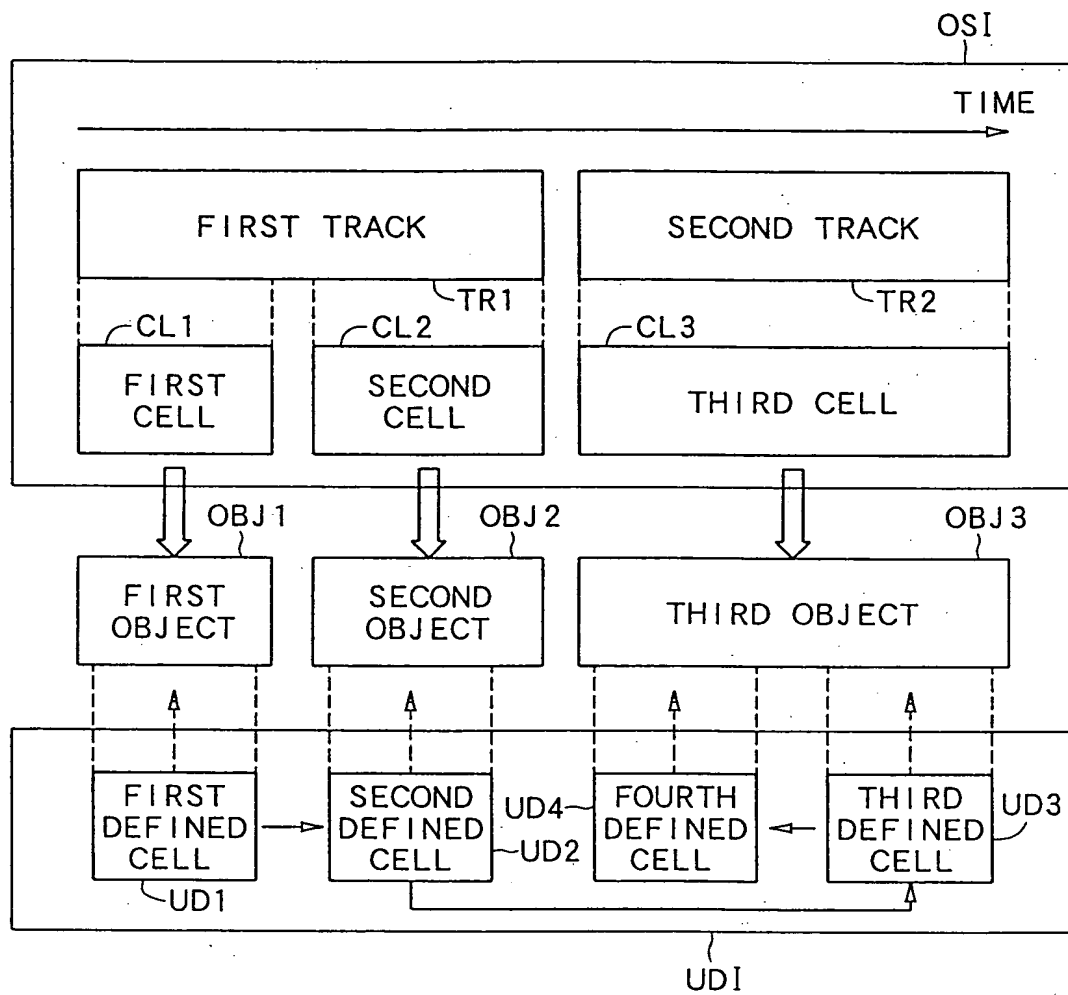 OSI
TIME
FIRST TRACK
SECOND TRACK
TR1
TR2
CL1
CL2
CL3
FIRST
CELL
SECOND
CELL
THIRD CELL
OBJ1
OBJ2
OBJ3
FIRST
OBJECT
SECOND
OBJECT
THIRD OBJECT
FIRST
DEFINED
CELL
SECOND
DEFINED
CELL
UD4
FOURTH
DEFINED
CELL
THIRD
DEFINED
CELL
UD3
UD2
UD1
UDI